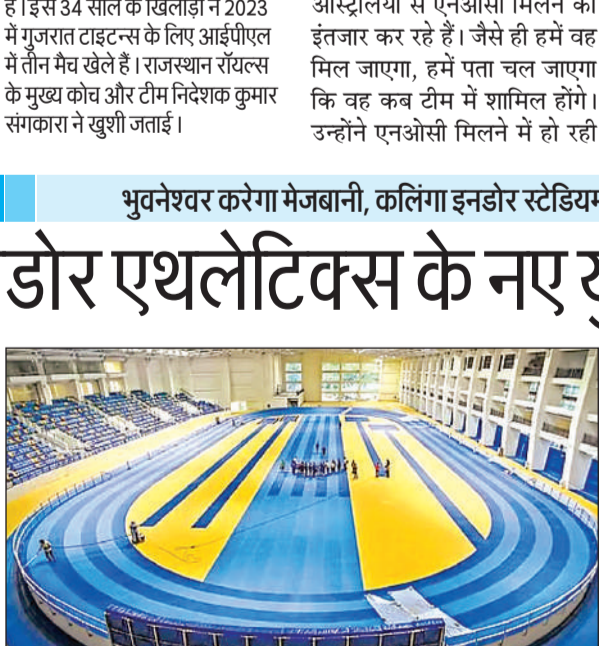 है। इस 34 साल के खिलाड़ी ने 2023
में गुजरात टाइटन्स के लिए आईपीएल
में तीन मैच खेले हैं। राजस्थान रॉयल्स
के मुख्य कोच और टीम निदेशक कुमार
संगकारा ने खुशी जताई।
ऑस्ट्रेलिया से एनओसी मिलने का
इंतजार कर रहे हैं। जैसे ही हमें वह
मिल जाएगा, हमें पता चल जाएगा
कि वह कब टीम में शामिल होंगे।
उन्होंने एनओसी मिलने में हो रही
भुवनेश्वर करेगा मेजबानी, कलिंगा इनडोर स्टेडियम
डोर एथलेटिक्स के नए